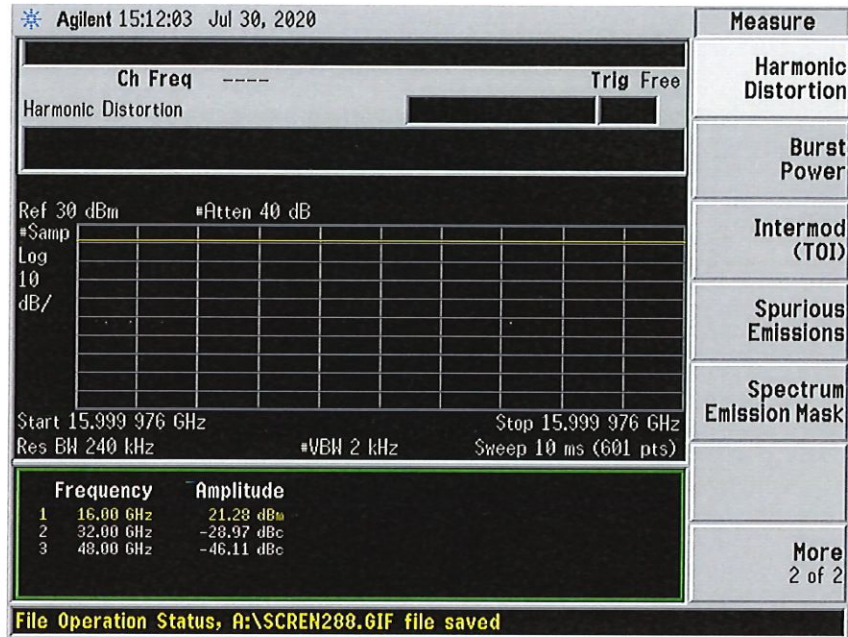 Agilent 15:12:03 Jul 30, 2020
Measure
Ch Freq ----
Trig Free
Harmonic Distortion
Ref 30 dBm
#Atten 40 dB
#Samp
Log
10
dB/
Start 15.999 976 GHz
Stop 15.999 976 GHz
Res BW 240 kHz
#VBW 2 kHz
Sweep 10 ms (601 pts)
Frequency Amplitude
1 16.00 GHz 21.28 dBm
2 32.00 GHz -28.97 dBc
3 48.00 GHz -46.11 dBc
File Operation Status, A:\SCREN288.GIF file saved
Harmonic
Distortion
Burst
Power
Intermod
(TOI)
Spurious
Emissions
Spectrum
Emission Mask
More
2 of 2